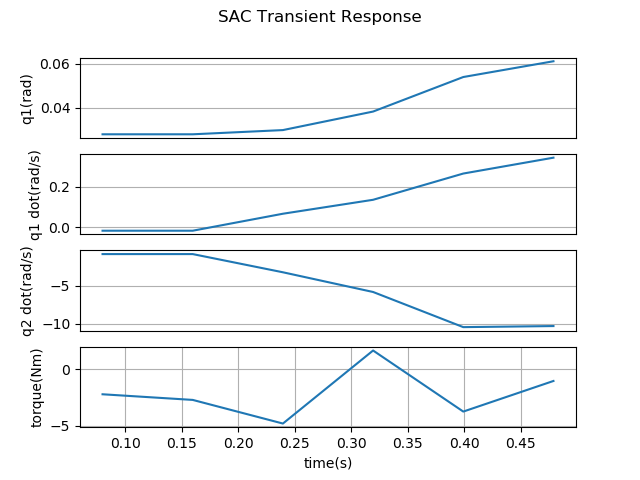 SAC Transient Response
q1(rad)
0.06
0.04
q1 dot(rad/s)
0.2
0.0
q2 dot(rad/s)
−5
−10
torque(Nm)
0
−5
0.10 0.15 0.20 0.25 0.30 0.35 0.40 0.45
time(s)